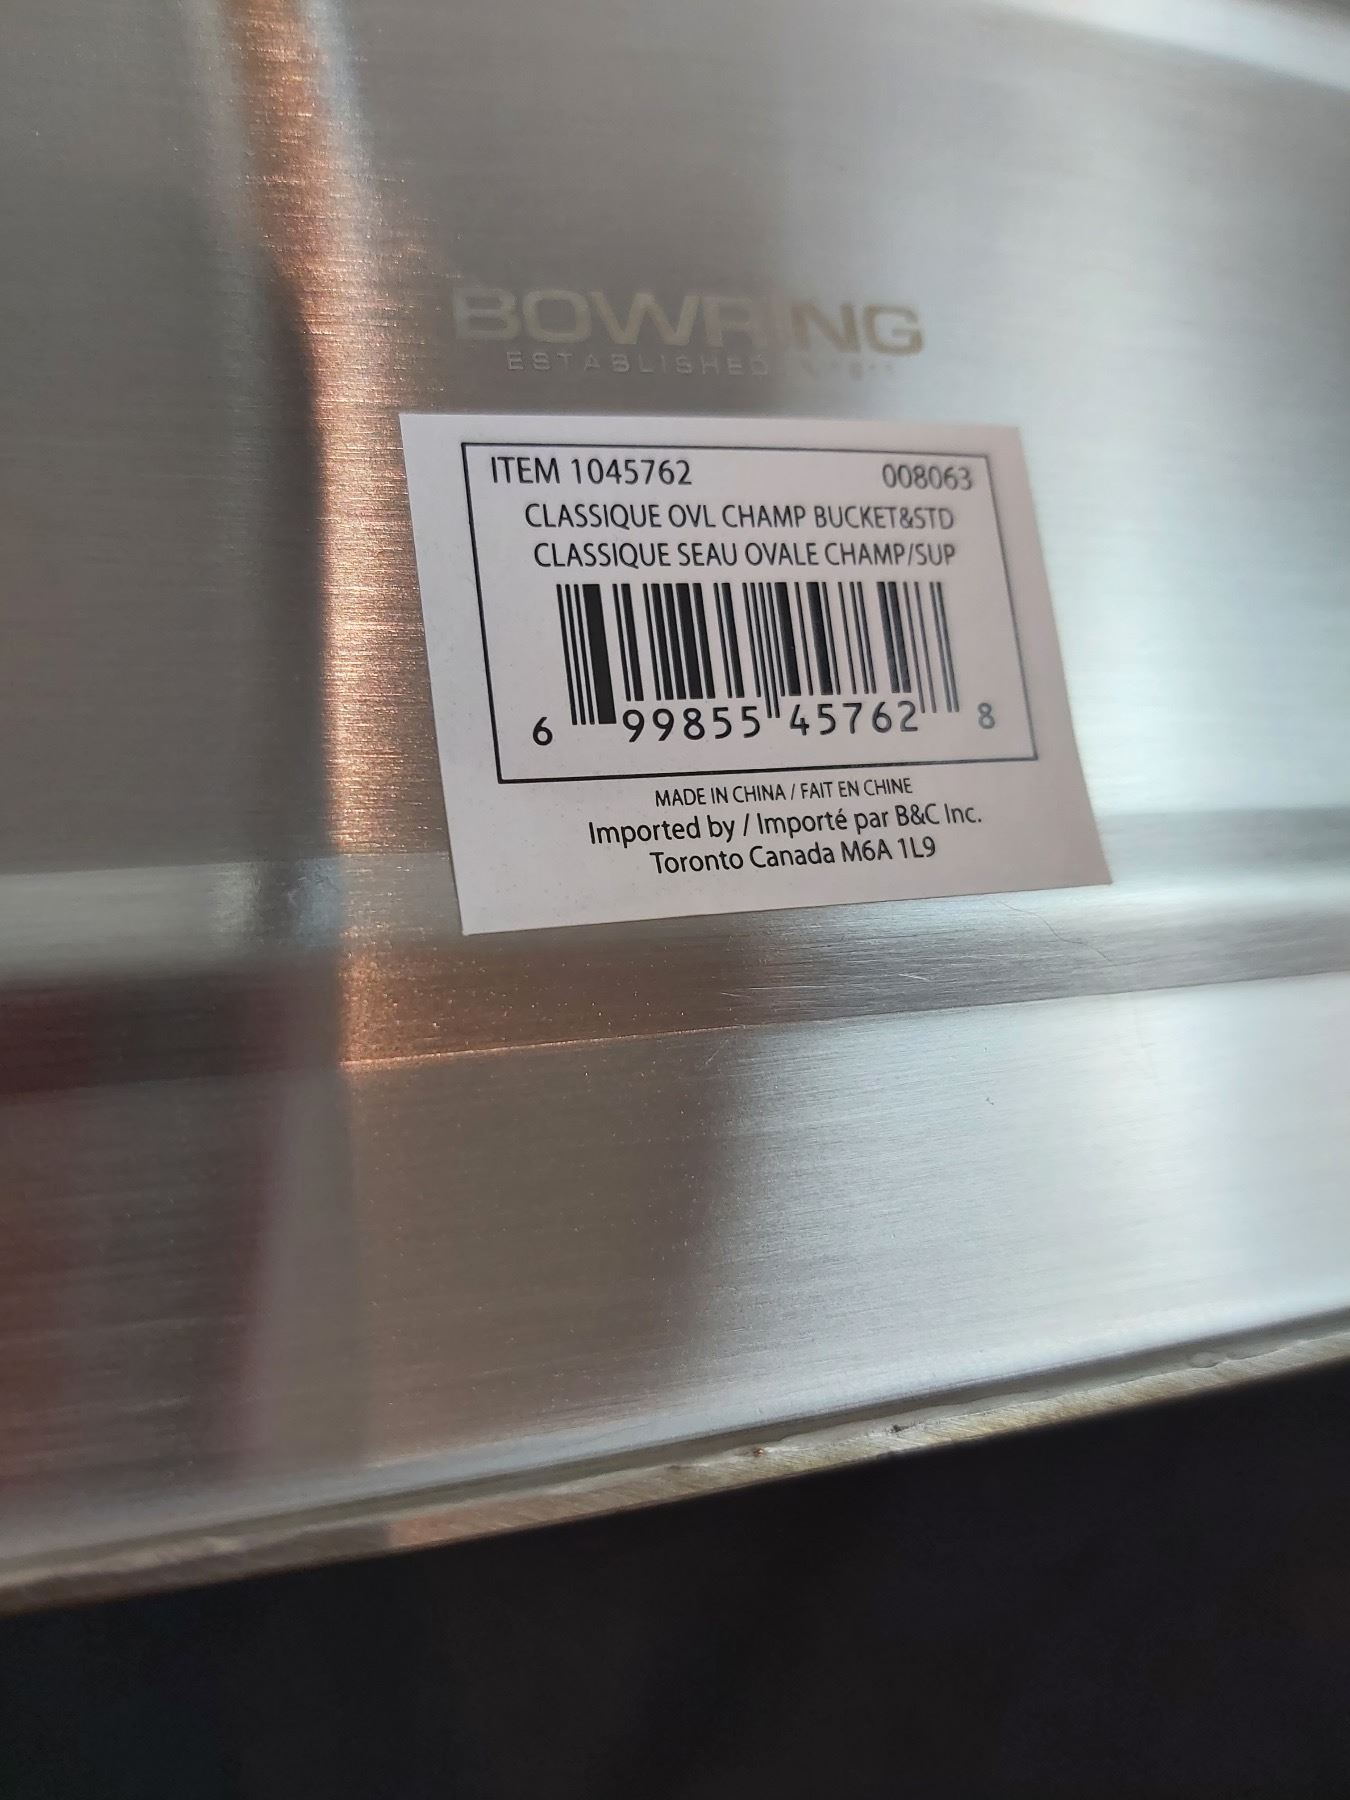 BOWRING
ESTABLISHED
ITEM 1045762 008063
CLASSIQUE OVL CHAMP BUCKET&STD
CLASSIQUE SEAU OVALE CHAMP/SUP
6 99855 45762 8
MADE IN CHINA / FAIT EN CHINE
Imported by / Importé par B&C Inc.
Toronto Canada M6A 1L9